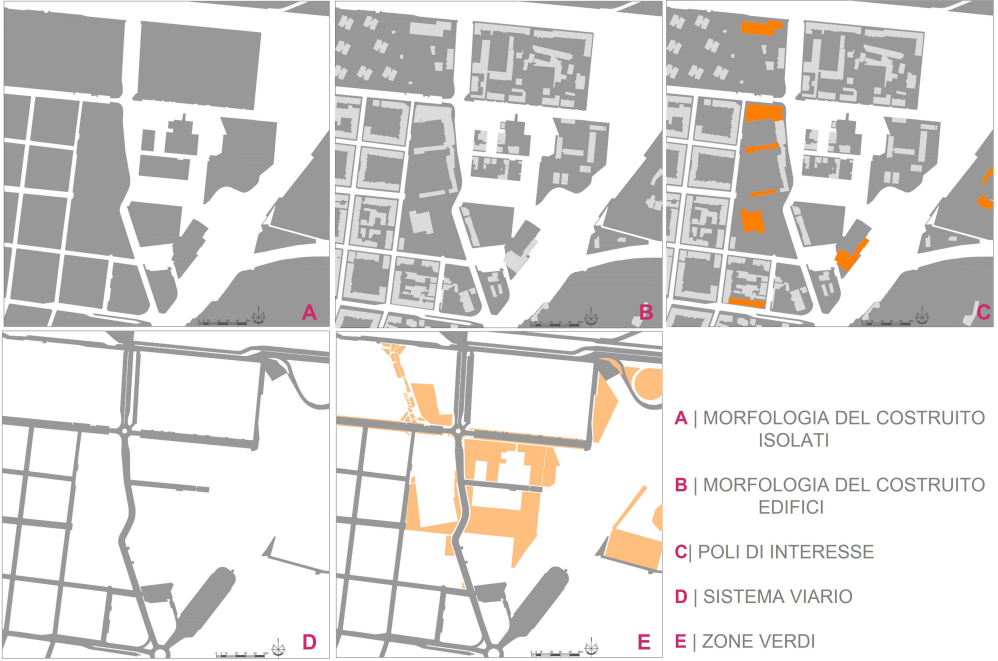 A
B
C
D
E
A | MORFOLOGIA DEL COSTRUITO
ISOLATI
B | MORFOLOGIA DEL COSTRUITO
EDIFICI
C| POLI DI INTERESSE
D | SISTEMA VIARIO
E | ZONE VERDI